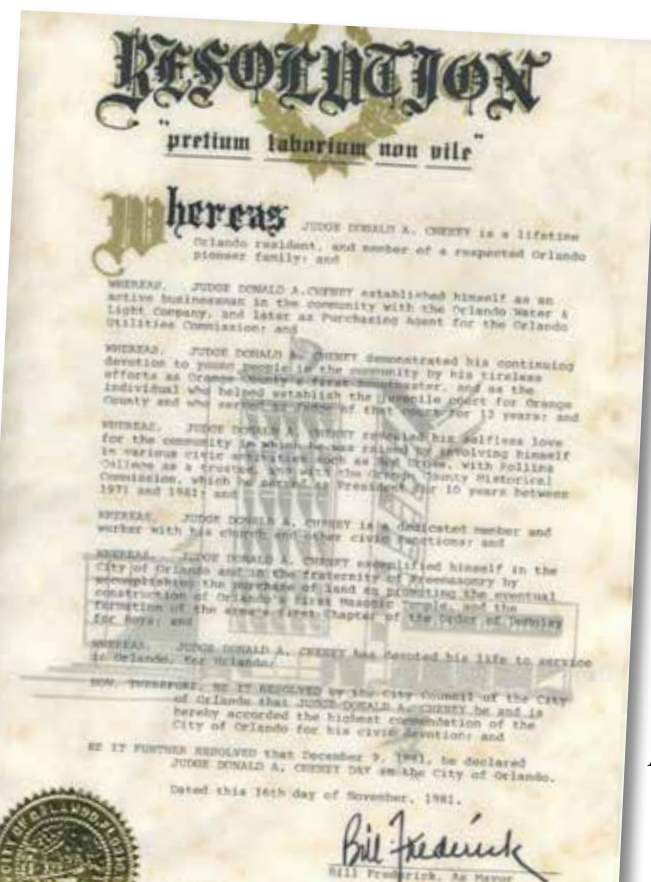 RESOLUTION
"pretium laborium non vile"
Whereas JUDGE DONALD A. CHENEY is a lifetime
Orlando resident, and member of a respected Orlando
pioneer family; and
WHEREAS, JUDGE DONALD A. CHENEY established himself as an
active businessman in the community with the Orlando Water &
Light Company, and later as Purchasing Agent for the Orlando
Utilities Commission; and
WHEREAS, JUDGE DONALD A. CHENEY demonstrated his continuing
devotion to young people in the community by his tireless
efforts as Orange County's first Scoutmaster, and as the
individual who helped establish the juvenile court for Orange
County and who served as Judge of that court for 13 years; and
WHEREAS, JUDGE DONALD A. CHENEY revealed his selfless love
for the community in which he was raised by involving himself
in various civic activities such as Red Cross, with Rollins
College as a trustee, and with the Orange County Historical
Commission, which he served as President for 10 years between
1971 and 1981; and
WHEREAS, JUDGE DONALD A. CHENEY is a dedicated member and
worker with his church and other civic functions; and
WHEREAS, JUDGE DONALD A. CHENEY exemplified himself in the
City of Orlando and in the fraternity of Freemasonry by
accomplishing the purchase of land on promoting the eventual
construction of Orlando's first Masonic Temple, and the
formation of the area's first Chapter of the Order of DeMolay
for Boys; and
WHEREAS, JUDGE DONALD A. CHENEY has devoted his life to service
in Orlando, for Orlando;
NOW, THEREFORE, BE IT RESOLVED by the City Council of the City
of Orlando that JUDGE DONALD A. CHENEY be and is
hereby accorded the highest commendation of the
City of Orlando for his civic devotion; and
BE IT FURTHER RESOLVED that December 9, 1981, be declared
JUDGE DONALD A. CHENEY DAY in the City of Orlando.
Dated this 16th day of November, 1981.
Bill Frederick
Bill Frederick, As Mayor
CITY OF ORLANDO, FLORIDA